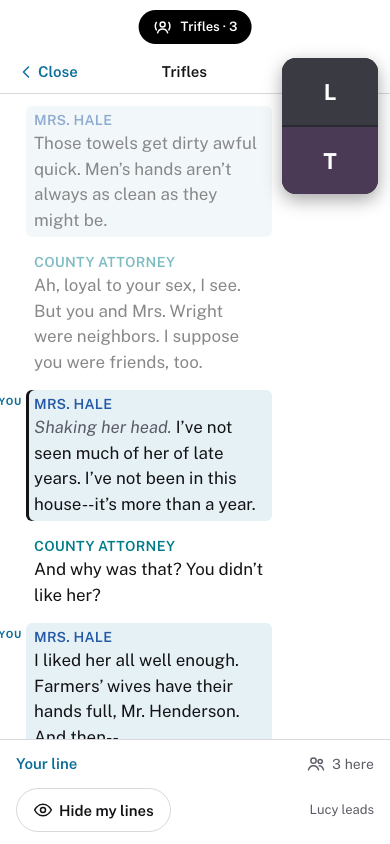 Trifles · 3
Close
Trifles
L
T
MRS. HALE
Those towels get dirty awful
quick. Men’s hands aren’t
always as clean as they
might be.
COUNTY ATTORNEY
Ah, loyal to your sex, I see.
But you and Mrs. Wright
were neighbors. I suppose
you were friends, too.
YOU
MRS. HALE
Shaking her head. I’ve not
seen much of her of late
years. I’ve not been in this
house--it’s more than a year.
COUNTY ATTORNEY
And why was that? You didn’t
like her?
YOU
MRS. HALE
I liked her all well enough.
Farmers’ wives have their
hands full, Mr. Henderson.
And then--
Your line
3 here
Hide my lines
Lucy leads